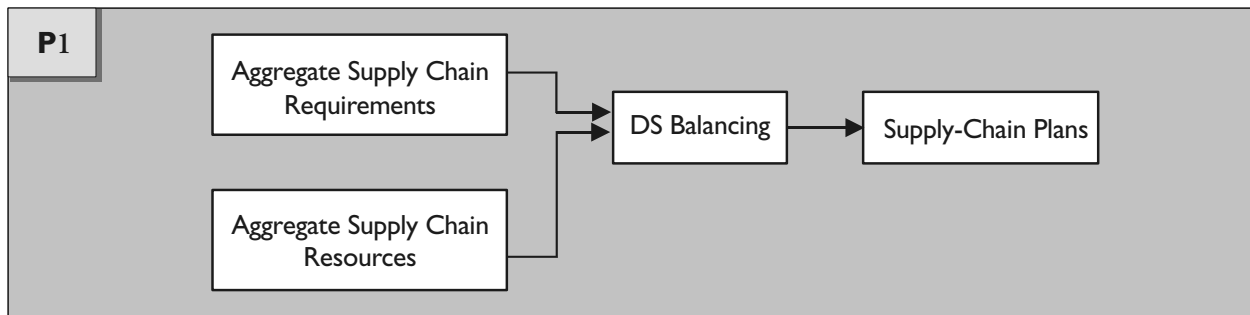 P1
Aggregate Supply Chain
Requirements
DS Balancing
Supply-Chain Plans
Aggregate Supply Chain
Resources